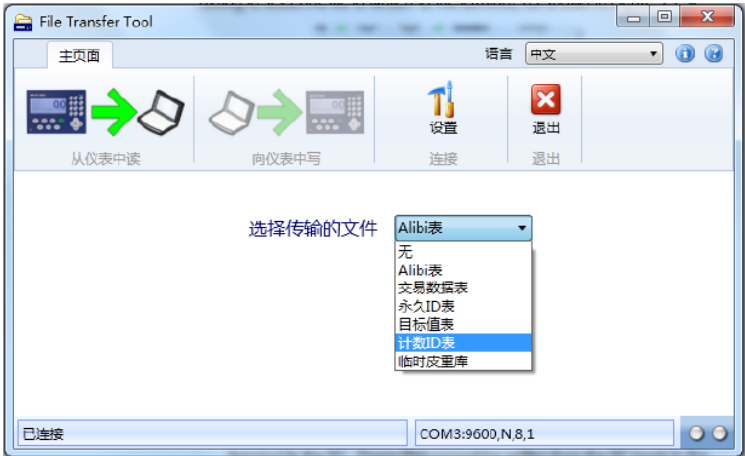 File Transfer Tool
主页面
语言 中文
从仪表中读
向仪表中写
设置
连接
退出
退出
选择传输的文件 Alibi表
无
Alibi表
交易数据表
永久ID表
目标值表
计数ID表
临时皮重库
已连接
COM3:9600,N,8,1